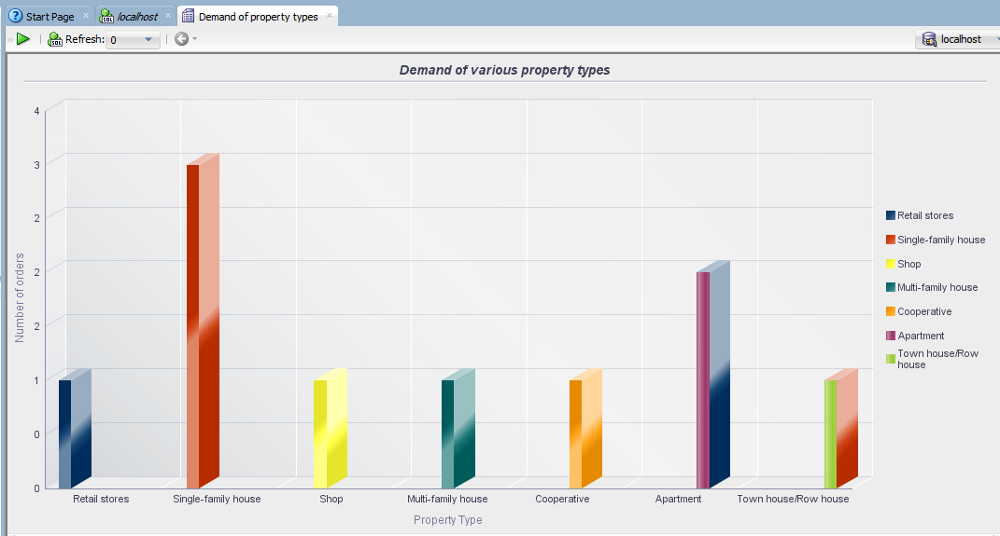 Start Page
localhost
Demand of property types
Refresh: 0
localhost
Demand of various property types
4
3
2
2
2
1
0
0
Number of orders
Retail stores
Single-family house
Shop
Multi-family house
Cooperative
Apartment
Town house/Row house
Property Type
Retail stores
Single-family house
Shop
Multi-family house
Cooperative
Apartment
Town house/Row
house